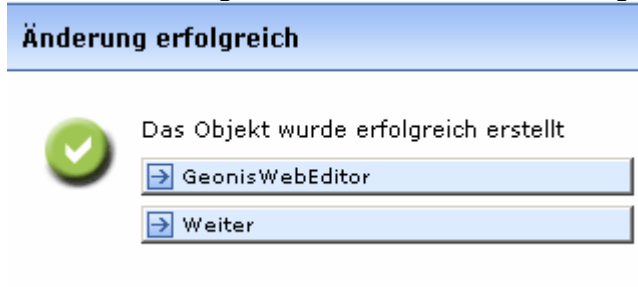 Änderung erfolgreich
Das Objekt wurde erfolgreich erstellt
GeonisWebEditor
Weiter